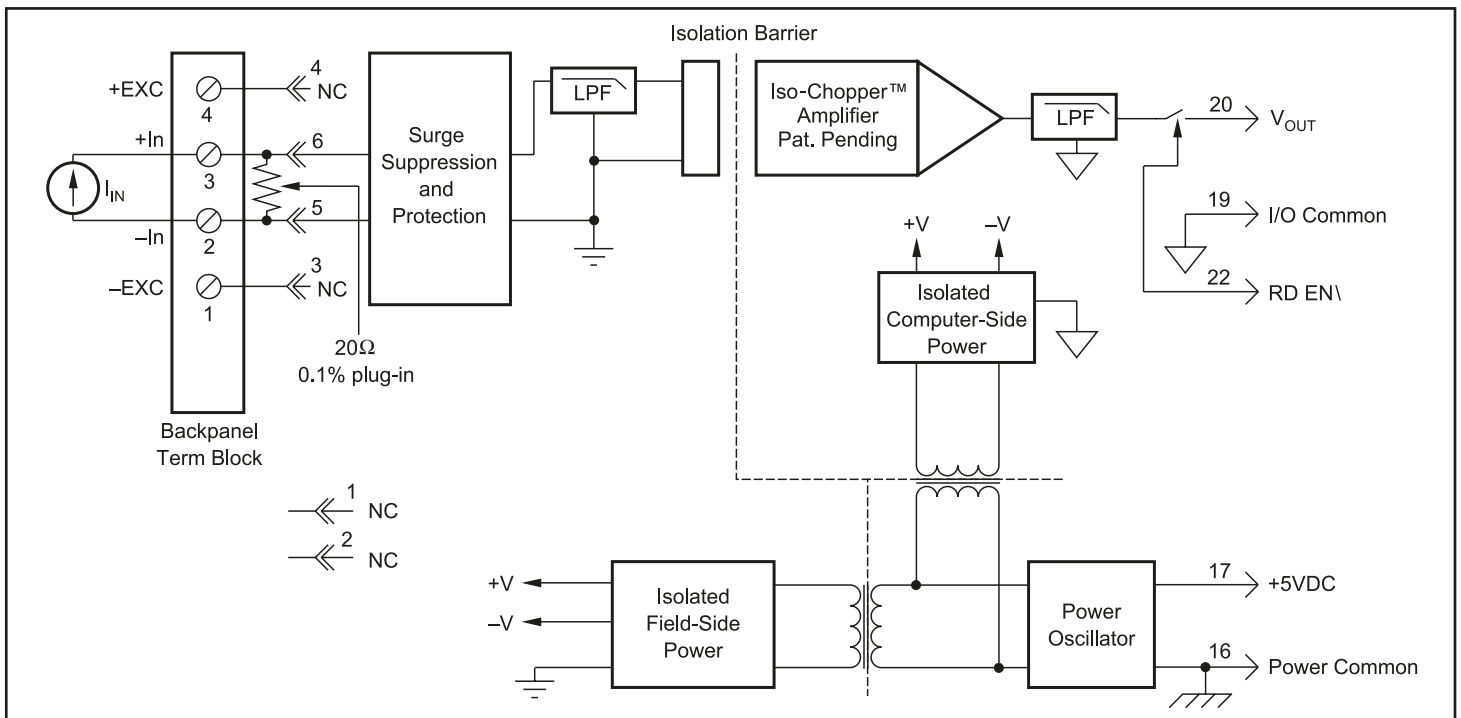 Isolation Barrier
+EXC
4
4
NC
+In
3
6
I_IN
–In
2
5
–EXC
1
3
NC
20Ω
0.1% plug-in
Backpanel
Term Block
Surge
Suppression
and
Protection
LPF
Iso-Chopper™
Amplifier
Pat. Pending
LPF
20
V_OUT
19
I/O Common
22
RD EN\
+V
–V
Isolated
Computer-Side
Power
1
NC
2
NC
+V
–V
Isolated
Field-Side
Power
Power
Oscillator
17
+5VDC
16
Power Common